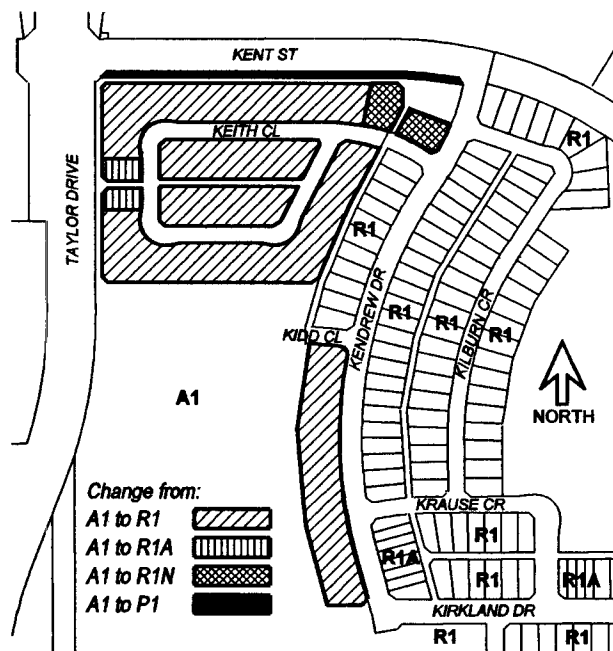 KENT ST
R1
KEITH CL
TAYLOR DRIVE
R1
KENDREW DR
KILBURN CR
R1
R1
R1
KIDD CL
A1
NORTH
Change from:
A1 to R1
A1 to R1A
A1 to R1N
A1 to P1
KRAUSE CR
R1
R1A
R1
R1A
KIRKLAND DR
R1
R1